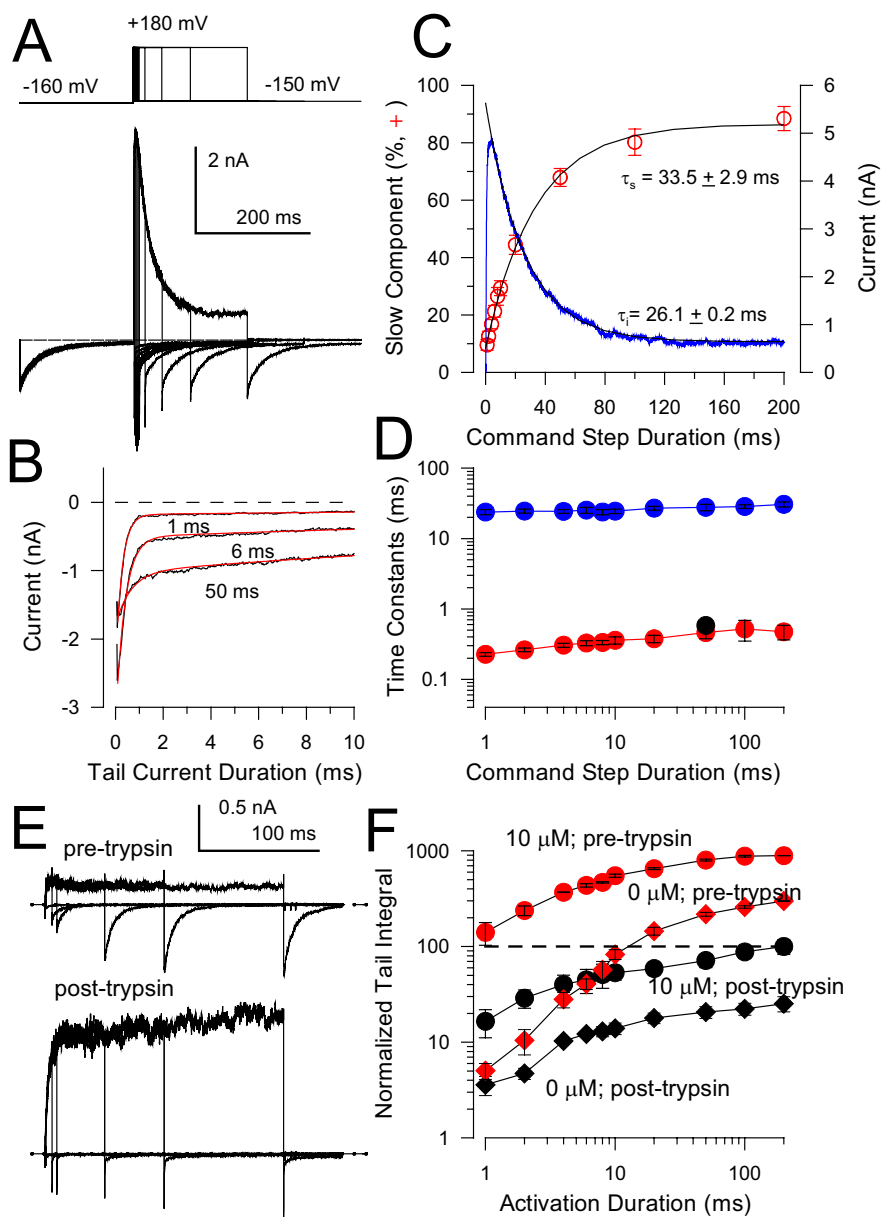 A
+180 mV
-160 mV
-150 mV
2 nA
200 ms
B
0
-1
-2
-3
Current (nA)
1 ms
6 ms
50 ms
0 2 4 6 8 10
Tail Current Duration (ms)
C
100
80
60
40
20
0
Slow Component (%, +)
6
5
4
3
2
1
0
Current (nA)
τs = 33.5 ± 2.9 ms
τi= 26.1 ± 0.2 ms
0 40 80 120 160 200
Command Step Duration (ms)
D
100
10
1
0.1
Time Constants (ms)
1 10 100
Command Step Duration (ms)
E
0.5 nA
100 ms
pre-trypsin
post-trypsin
F
1000
100
10
1
Normalized Tail Integral
10 μM; pre-trypsin
0 μM; pre-trypsin
10 μM; post-trypsin
0 μM; post-trypsin
1 10 100
Activation Duration (ms)